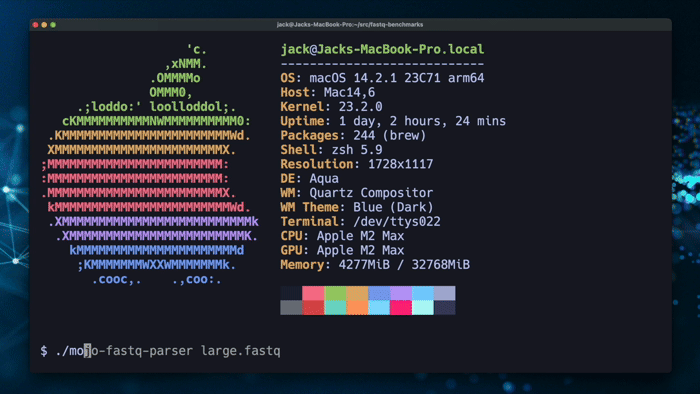 jack@Jacks-MacBook-Pro:~/src/fastq-benchmarks
'c.
,xNMM.
.OMMMMo
OMMM0,
.;loddo:' loolloddol;.
cKMMMMMMMMMMNWMMMMMMMMMM0:
.KMMMMMMMMMMMMMMMMMMMMMMMWd.
XMMMMMMMMMMMMMMMMMMMMMMMX.
;MMMMMMMMMMMMMMMMMMMMMMMM:
:MMMMMMMMMMMMMMMMMMMMMMMM:
.MMMMMMMMMMMMMMMMMMMMMMMMX.
kMMMMMMMMMMMMMMMMMMMMMMMMWd.
.XMMMMMMMMMMMMMMMMMMMMMMMMMMk
.XMMMMMMMMMMMMMMMMMMMMMMMMK.
kMMMMMMMMMMMMMMMMMMMMMMd
;KMMMMMMMWXXWMMMMMMMk.
.cooc,. .,coo:.
jack@Jacks-MacBook-Pro.local
----------------------------
OS: macOS 14.2.1 23C71 arm64
Host: Mac14,6
Kernel: 23.2.0
Uptime: 1 day, 2 hours, 24 mins
Packages: 244 (brew)
Shell: zsh 5.9
Resolution: 1728x1117
DE: Aqua
WM: Quartz Compositor
WM Theme: Blue (Dark)
Terminal: /dev/ttys022
CPU: Apple M2 Max
GPU: Apple M2 Max
Memory: 4277MiB / 32768MiB
$ ./mojo-fastq-parser large.fastq